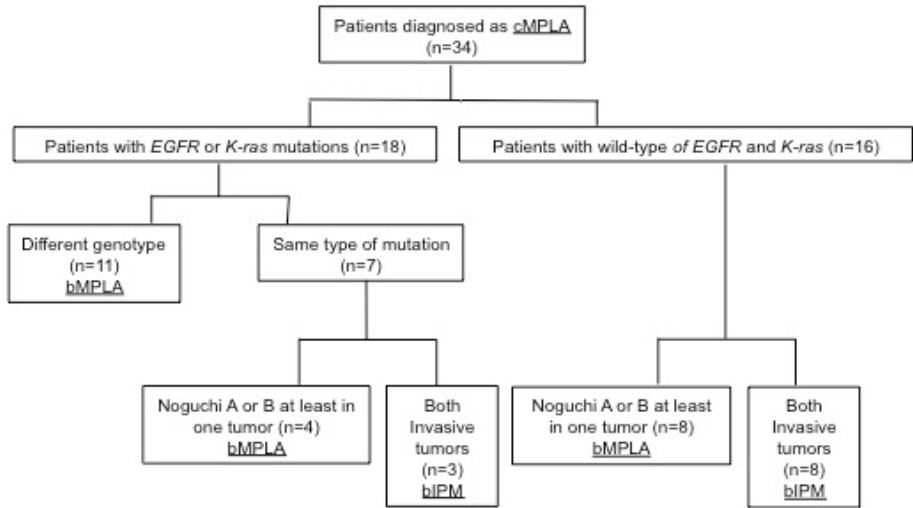 Patients diagnosed as cMPLA
(n=34)
Patients with EGFR or K-ras mutations (n=18)
Patients with wild-type of EGFR and K-ras (n=16)
Different genotype
(n=11)
bMPLA
Same type of mutation
(n=7)
Noguchi A or B at least in
one tumor (n=4)
bMPLA
Both
Invasive
tumors
(n=3)
bIPM
Noguchi A or B at least
in one tumor (n=8)
bMPLA
Both
Invasive
tumors
(n=8)
bIPM